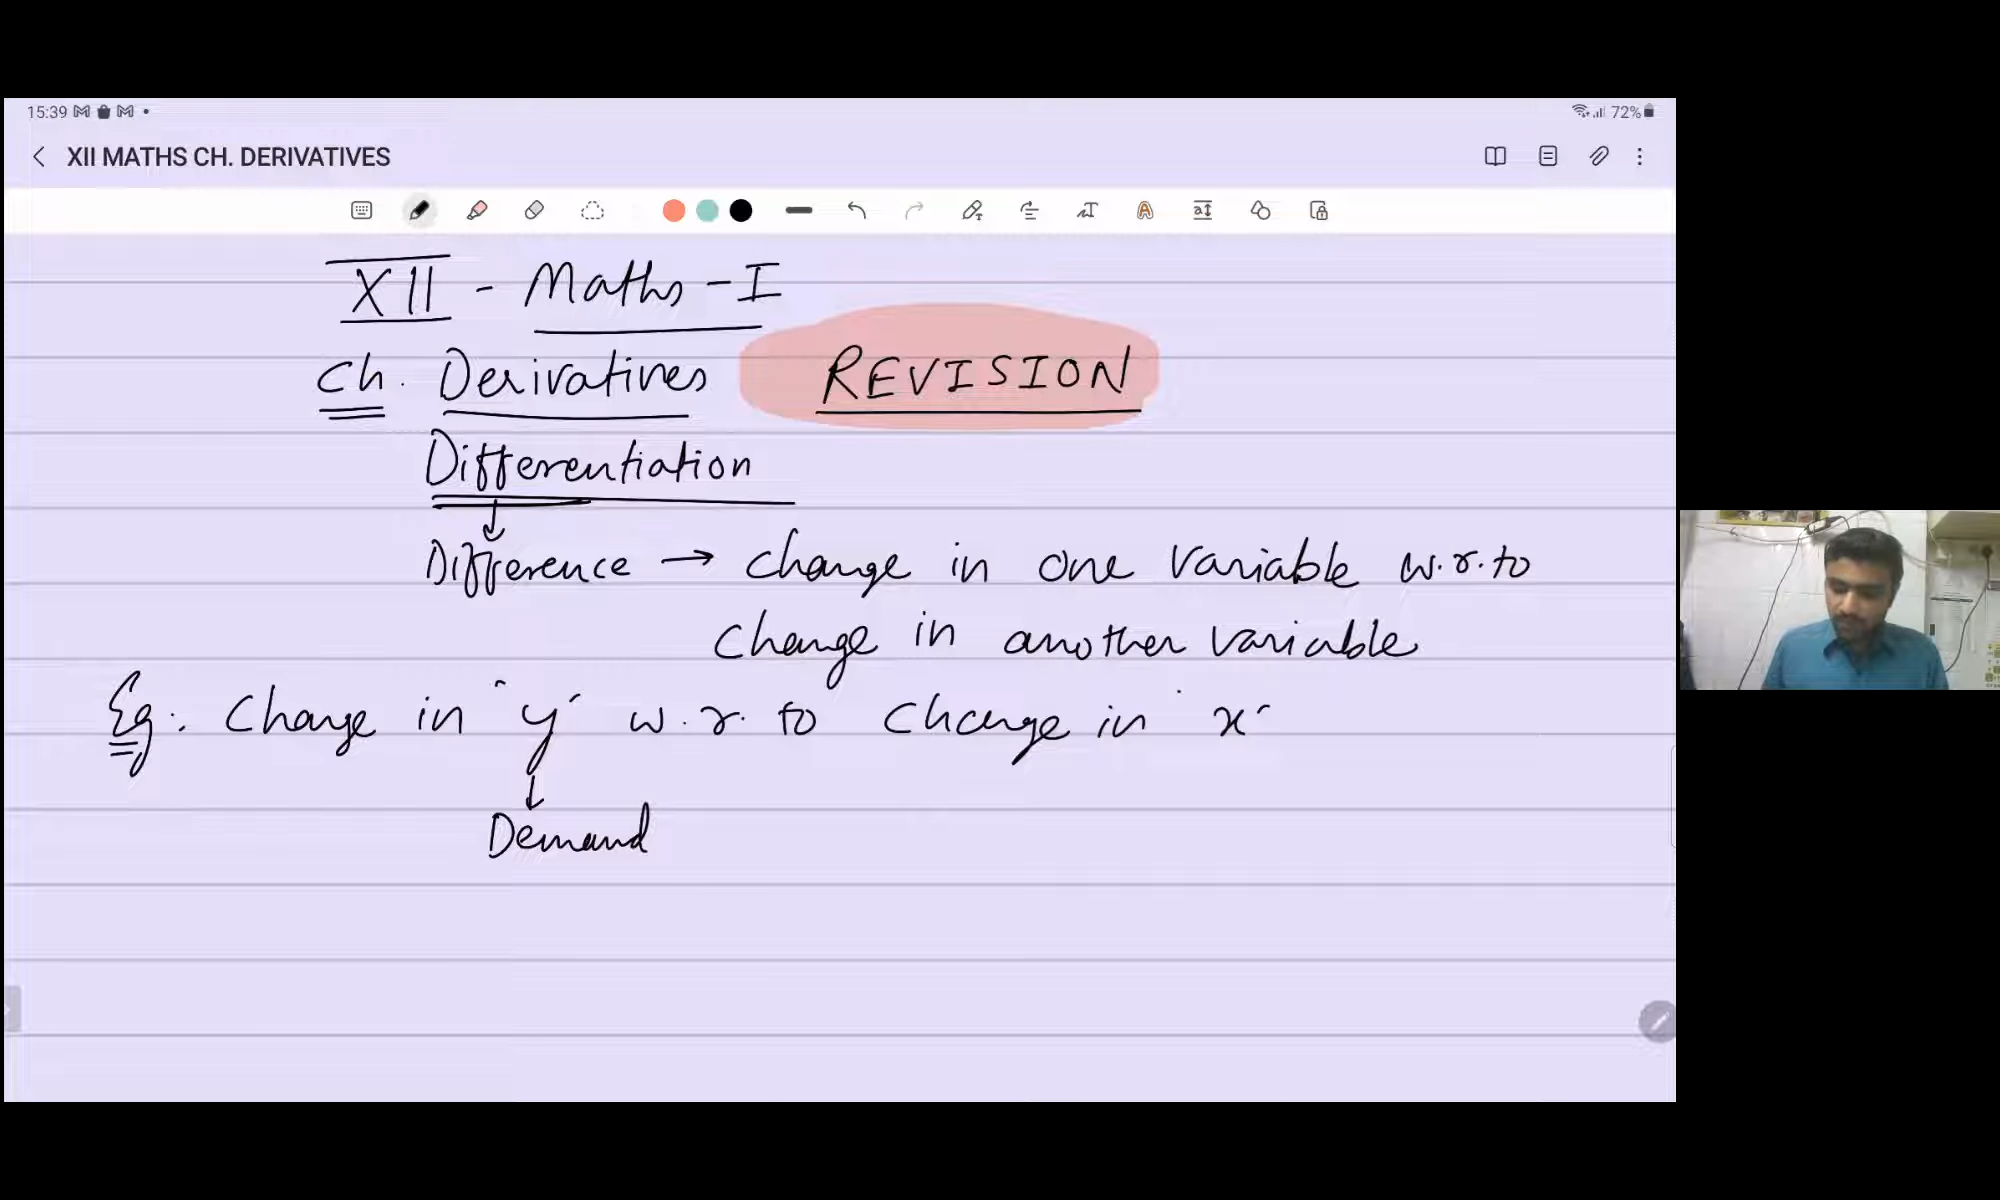 15:39
72%
XII MATHS CH. DERIVATIVES
XII - Maths - I
Ch. Derivatives REVISION
Differentiation
↓
Difference → Change in one variable w.r.to
change in another variable
Eg: Change in 'y' w.r. to change in 'x'
↓
Demand